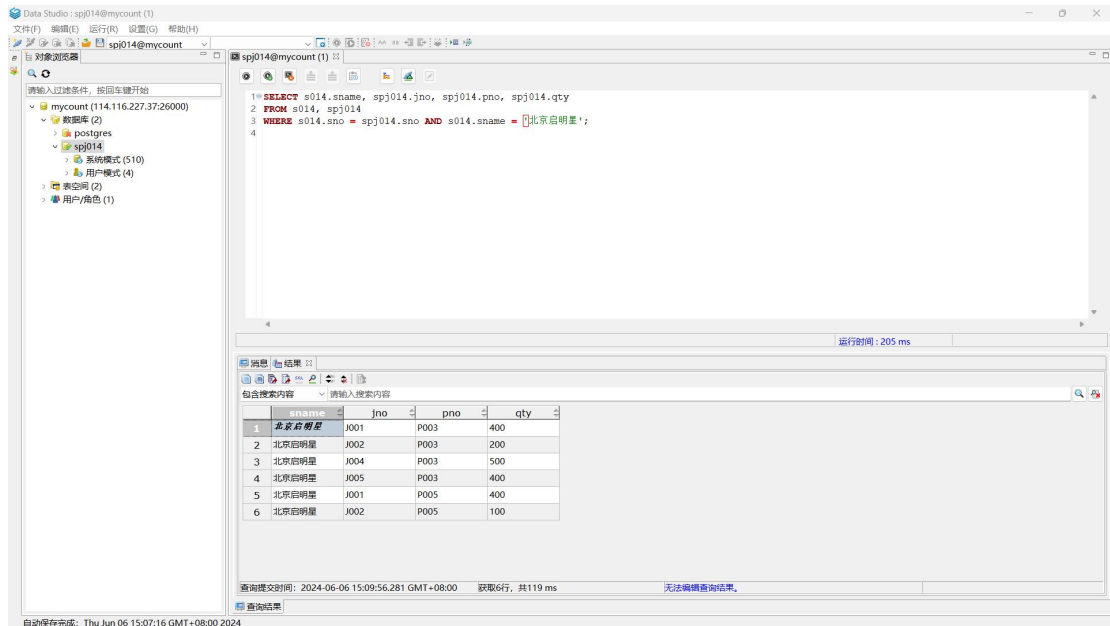 Data Studio : spj014@mycount (1)
文件(F) 编辑(E) 运行(R) 设置(G) 帮助(H)
spj014@mycount
对象浏览器
请输入过滤条件，按回车键开始
mycount (114.116.227.37:26000)
数据库 (2)
postgres
spj014
系统模式 (510)
用户模式 (4)
表空间 (2)
用户/角色 (1)
spj014@mycount (1)
1 SELECT s014.sname, spj014.jno, spj014.pno, spj014.qty
2 FROM s014, spj014
3 WHERE s014.sno = spj014.sno AND s014.sname = '北京启明星';
4
运行时间 : 205 ms
消息 结果
包含搜索内容 请输入搜索内容
sname jno pno qty
1 北京启明星 J001 P003 400
2 北京启明星 J002 P003 200
3 北京启明星 J004 P003 500
4 北京启明星 J005 P003 400
5 北京启明星 J001 P005 400
6 北京启明星 J002 P005 100
查询提交时间: 2024-06-06 15:09:56.281 GMT+08:00 获取6行，共119 ms 无法编辑查询结果。
查询结果
自动保存完成: Thu Jun 06 15:07:16 GMT+08:00 2024